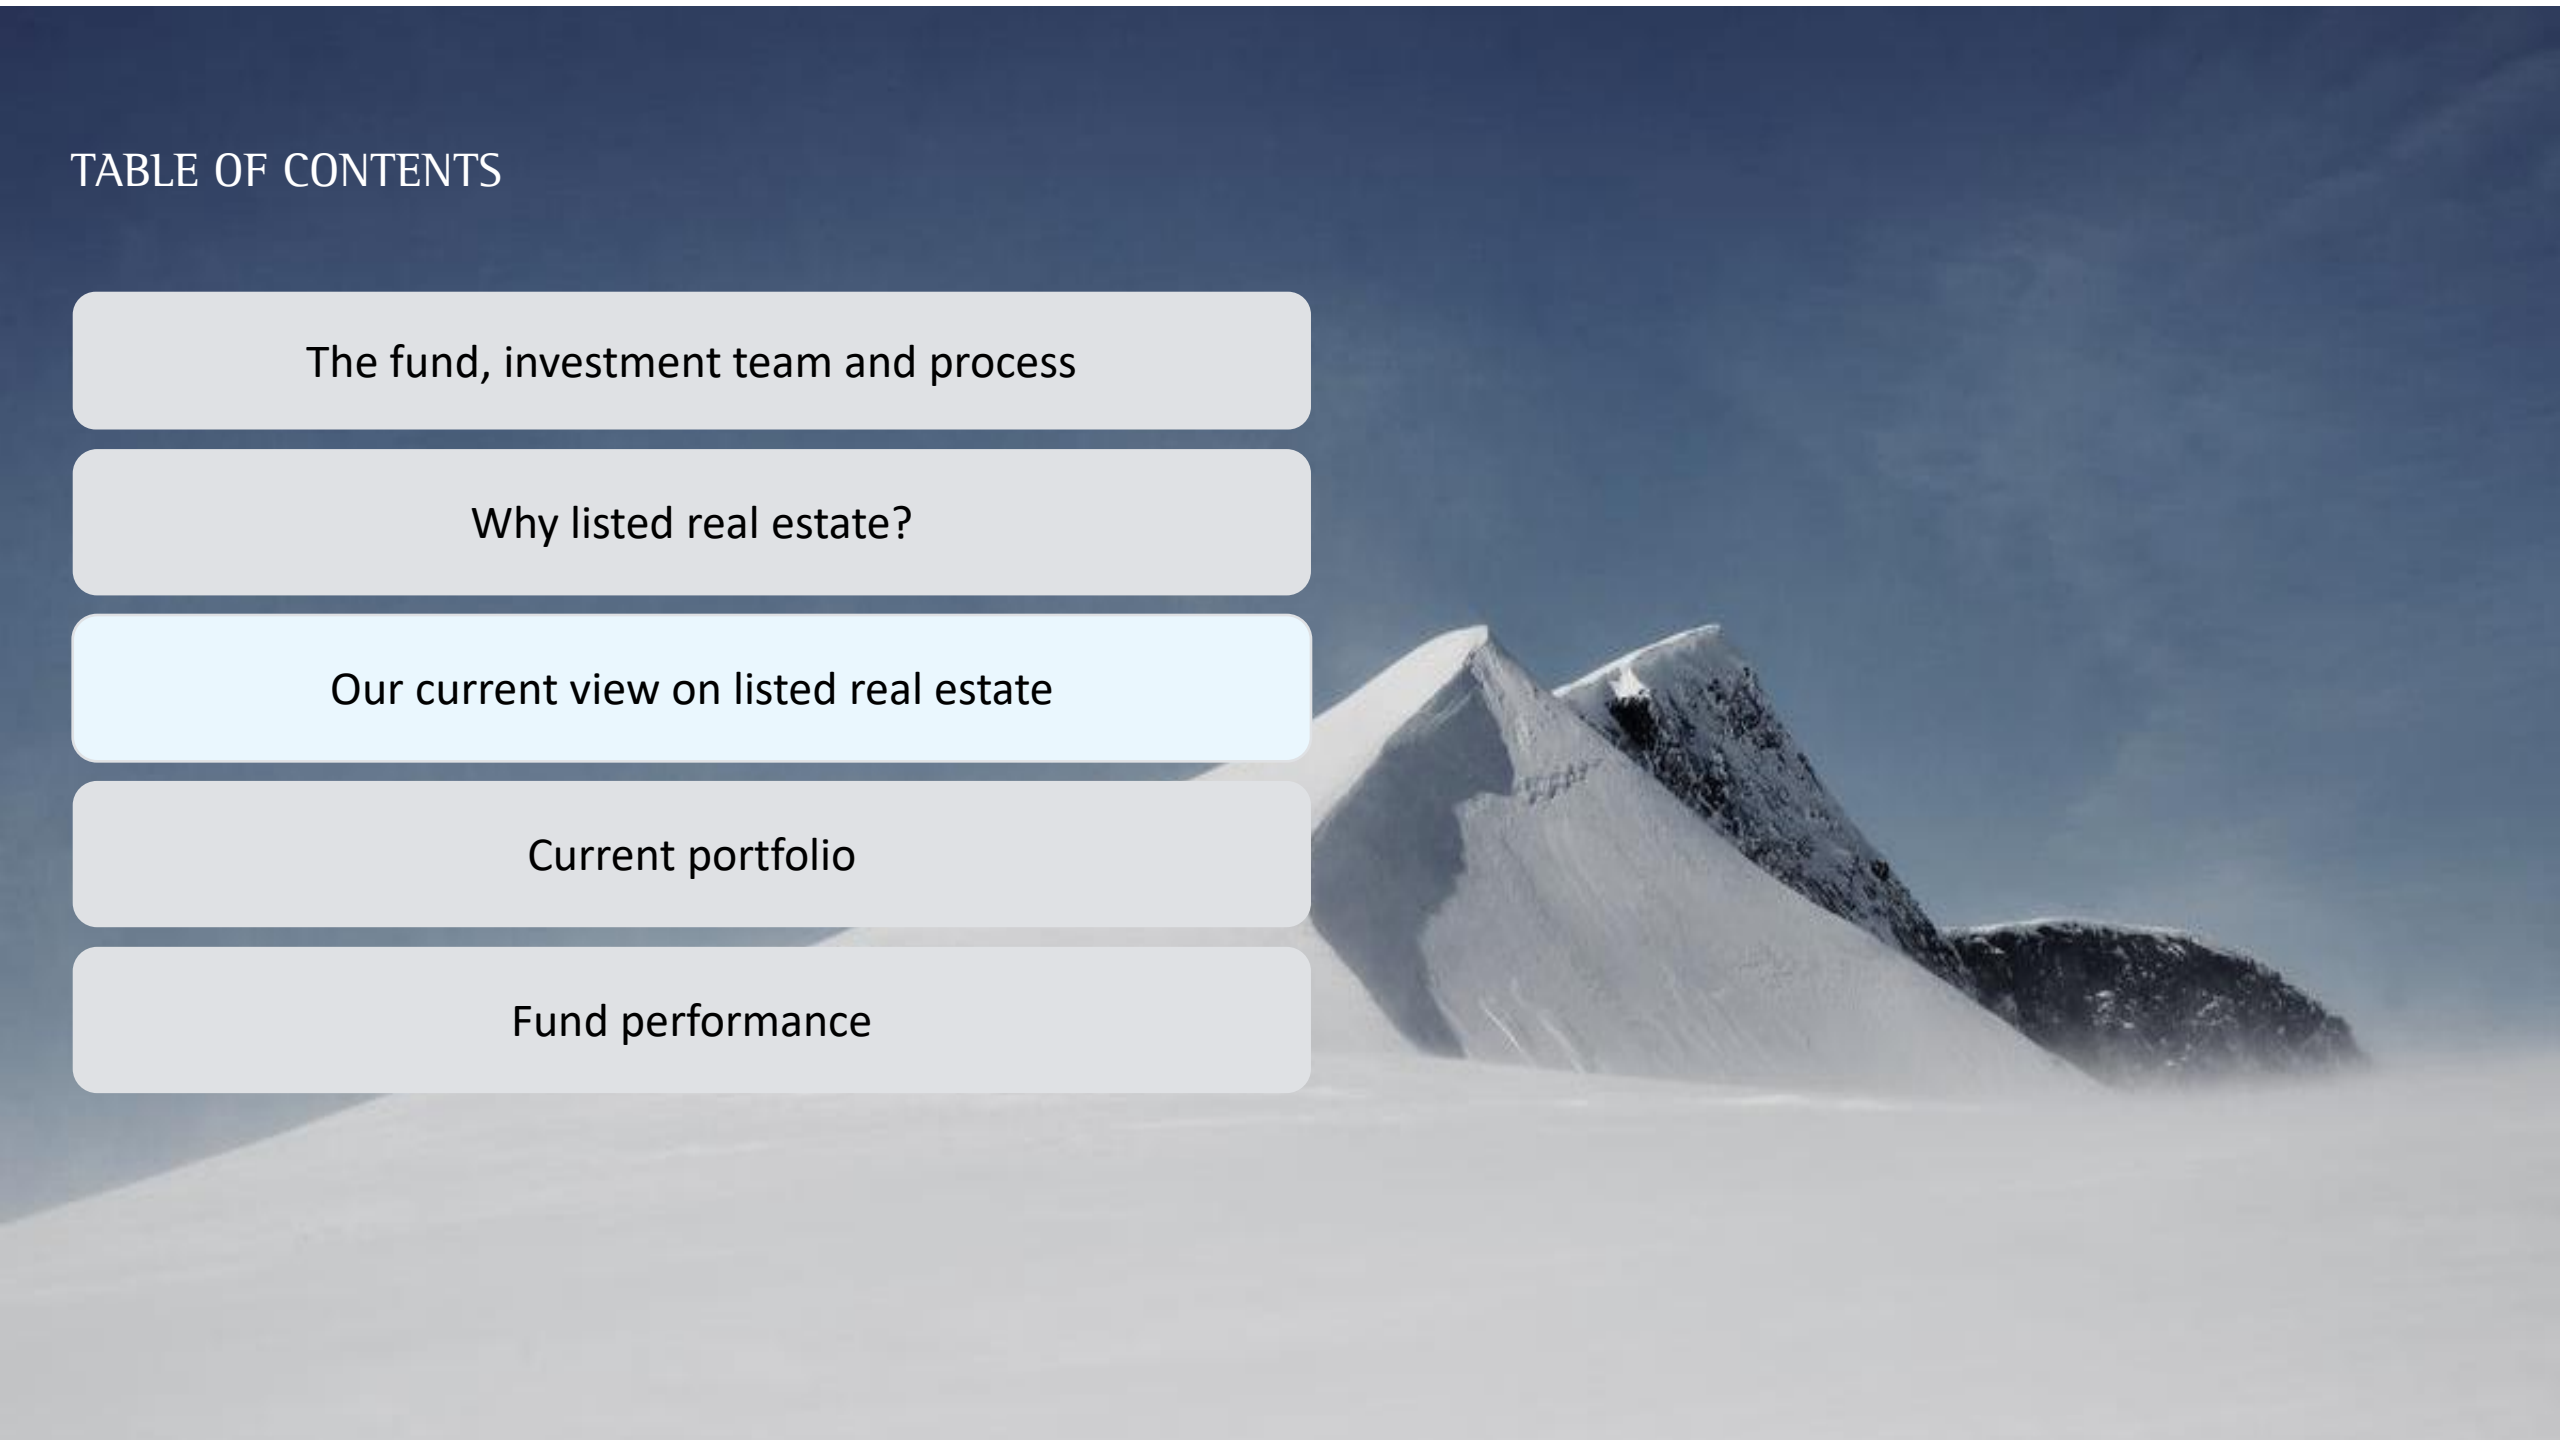 TABLE OF CONTENTS
The fund, investment team and process
Why listed real estate?
Our current view on listed real estate
Current portfolio
Fund performance